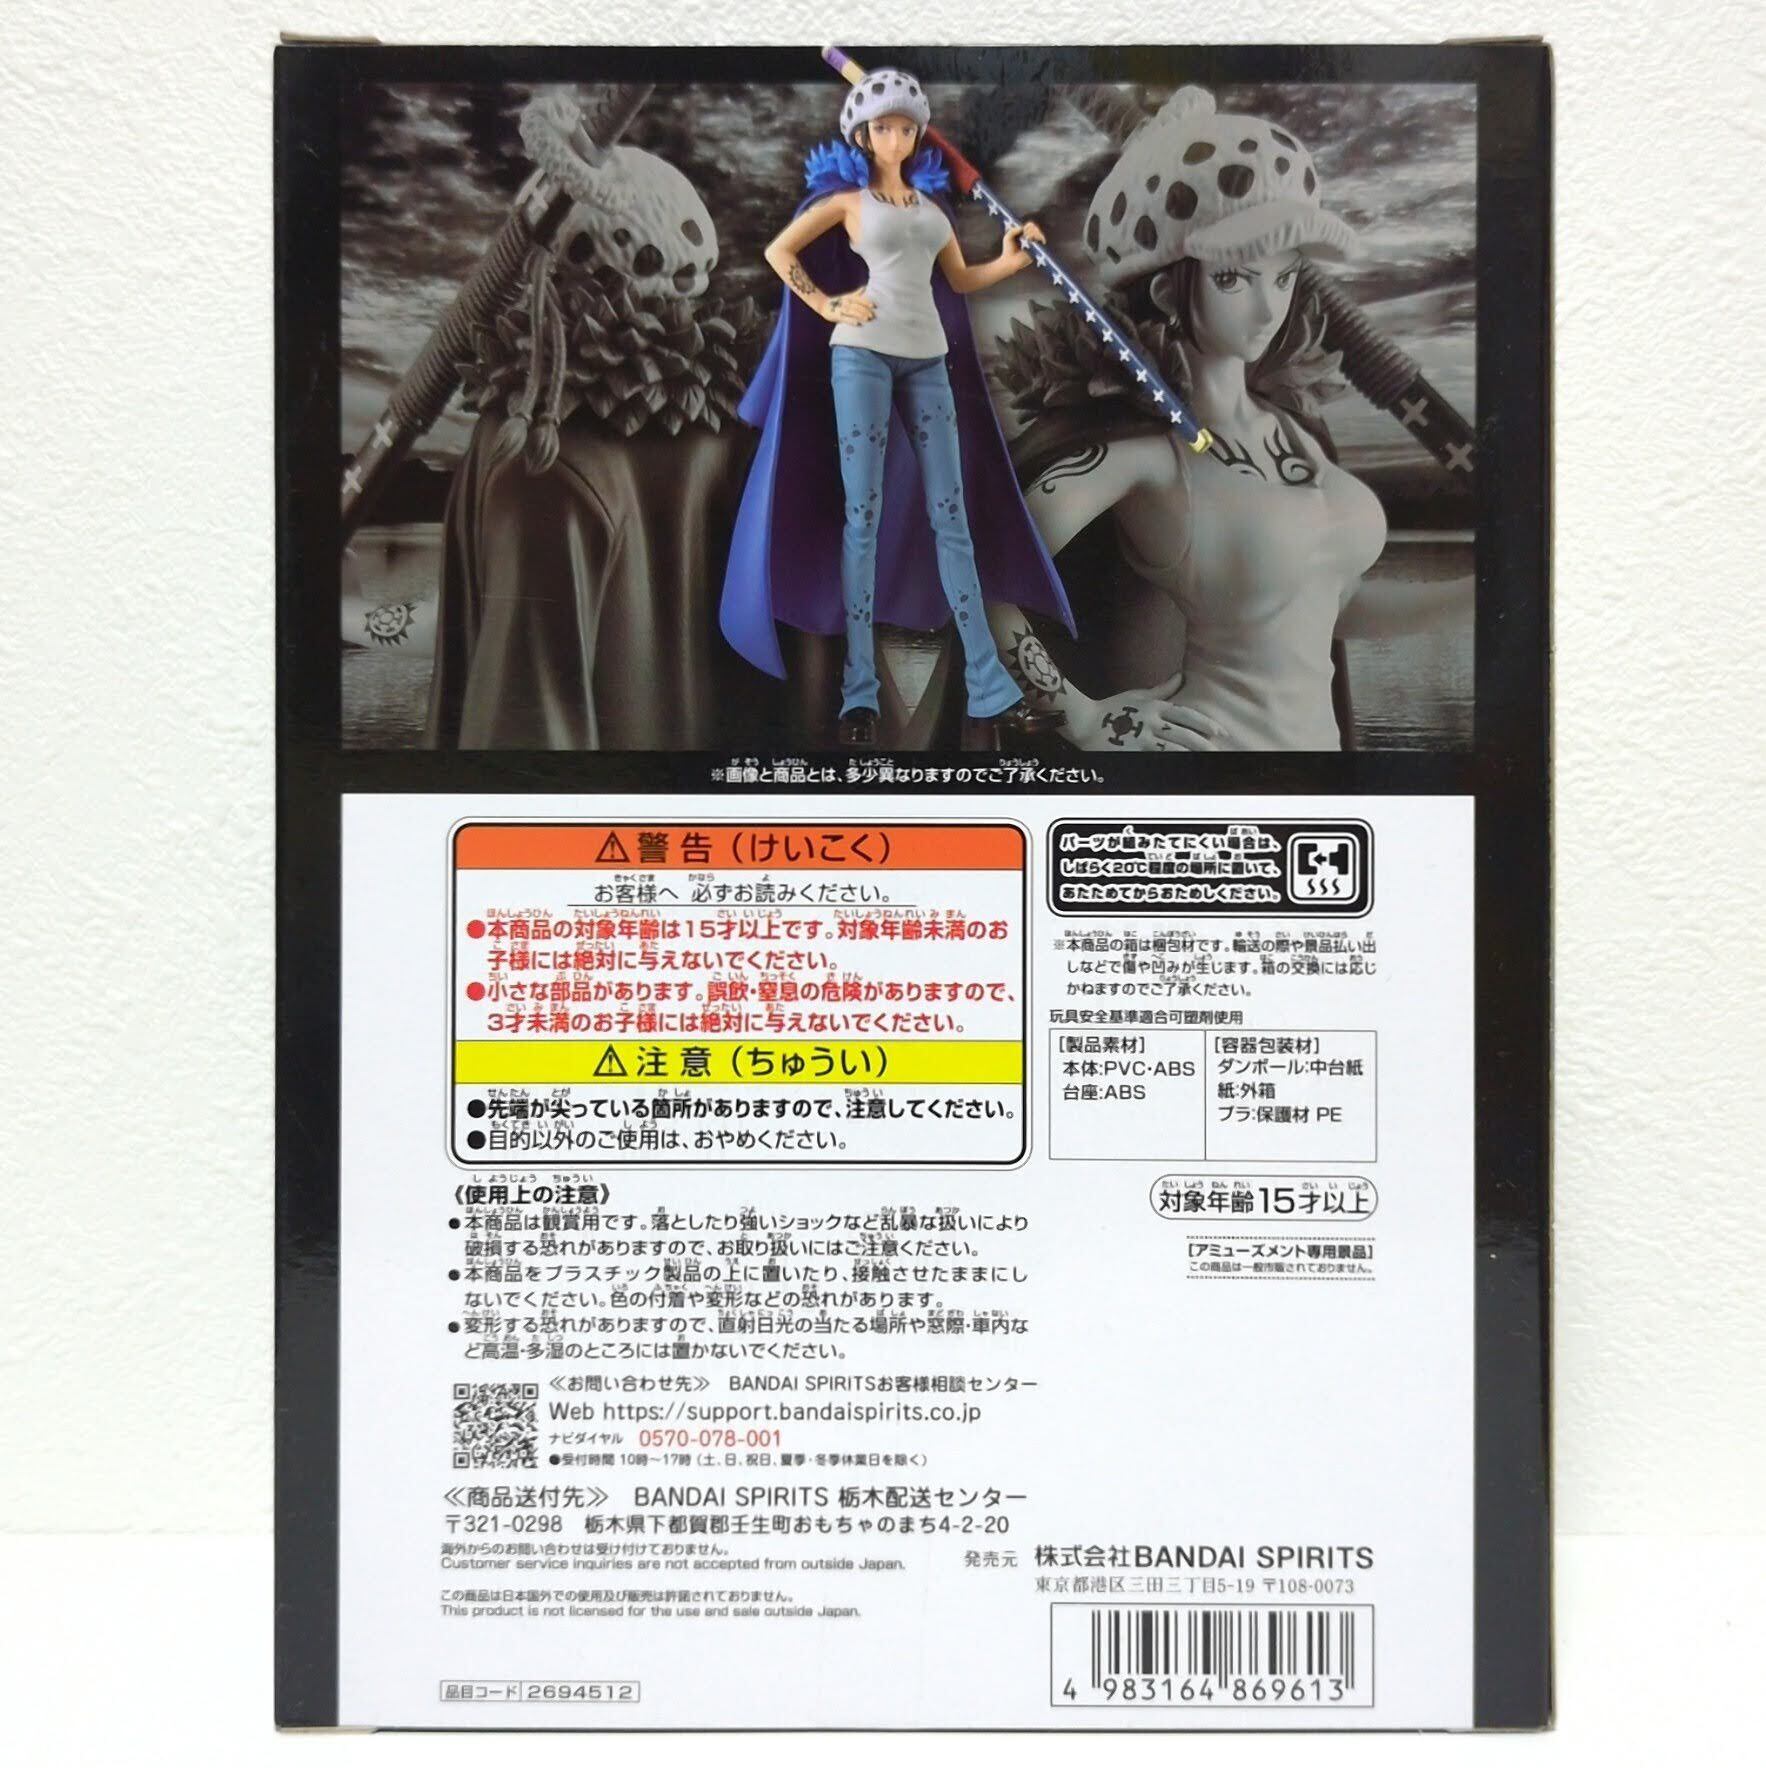 ※画像と商品とは、多少異なりますのでご了承ください。
⚠警告（けいこく）
お客様へ 必ずお読みください。
●本商品の対象年齢は15才以上です。対象年齢未満のお
子様には絶対に与えないでください。
●小さな部品があります。誤飲・窒息の危険がありますので、
3才未満のお子様には絶対に与えないでください。
⚠注意（ちゅうい）
●先端が尖っている箇所がありますので、注意してください。
●目的以外のご使用は、おやめください。
パーツが組みたてにくい場合は、
しばらく20℃程度の場所に置いて、
あたためてからおためしください。
※本商品の箱は梱包材です。輸送の際や景品払い出
しなどで傷や凹みが生じます。箱の交換には応じ
かねますのでご了承ください。
玩具安全基準適合可塑剤使用
[製品素材]
本体:PVC・ABS
台座:ABS
[容器包装材]
ダンボール:中台紙
紙:外箱
プラ:保護材 PE
対象年齢15才以上
[アミューズメント専用景品]
この商品は一般市販されておりません。
《使用上の注意》
●本商品は観賞用です。落としたり強いショックなど乱暴な扱いにより
破損する恐れがありますので、お取り扱いにはご注意ください。
●本商品をプラスチック製品の上に置いたり、接触させたままにし
ないでください。色の付着や変形などの恐れがあります。
●変形する恐れがありますので、直射日光の当たる場所や窓際・車内な
ど高温・多湿のところには置かないでください。
≪お問い合わせ先≫ BANDAI SPIRITSお客様相談センター
Web https://support.bandaispirits.co.jp
ナビダイヤル 0570-078-001
●受付時間 10時～17時（土、日、祝日、夏季・冬季休業日を除く）
≪商品送付先≫ BANDAI SPIRITS 栃木配送センター
〒321-0298 栃木県下都賀郡壬生町おもちゃのまち4-2-20
海外からのお問い合わせは受け付けておりません。
Customer service inquiries are not accepted from outside Japan.
この商品は日本国外での使用及び販売は許諾されておりません。
This product is not licensed for the use and sale outside Japan.
発売元 株式会社BANDAI SPIRITS
東京都港区三田三丁目5-19 〒108-0073
4 983164 869613
品目コード 2694512